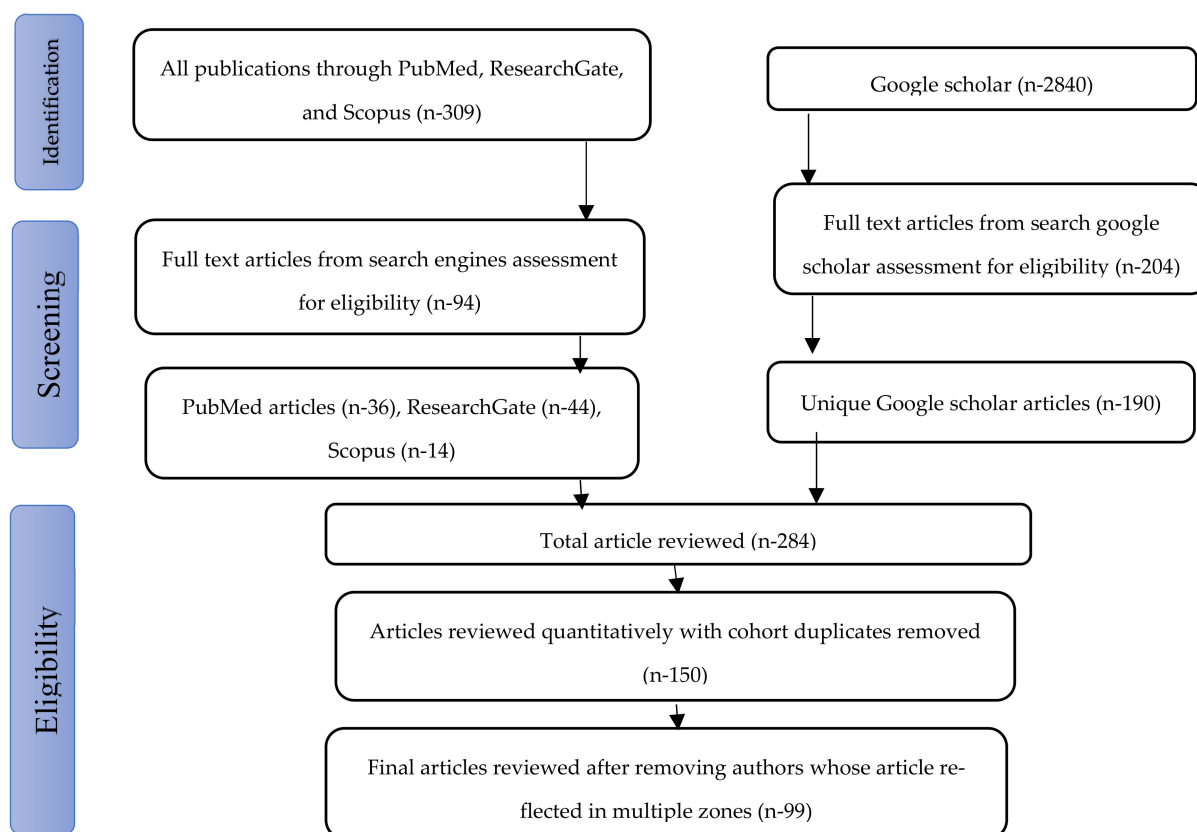 Identification
All publications through PubMed, ResearchGate,
and Scopus (n-309)
Google scholar (n-2840)
Screening
Full text articles from search engines assessment
for eligibility (n-94)
Full text articles from search google
scholar assessment for eligibility (n-204)
PubMed articles (n-36), ResearchGate (n-44),
Scopus (n-14)
Unique Google scholar articles (n-190)
Eligibility
Total article reviewed (n-284)
Articles reviewed quantitatively with cohort duplicates removed
(n-150)
Final articles reviewed after removing authors whose article re-
flected in multiple zones (n-99)